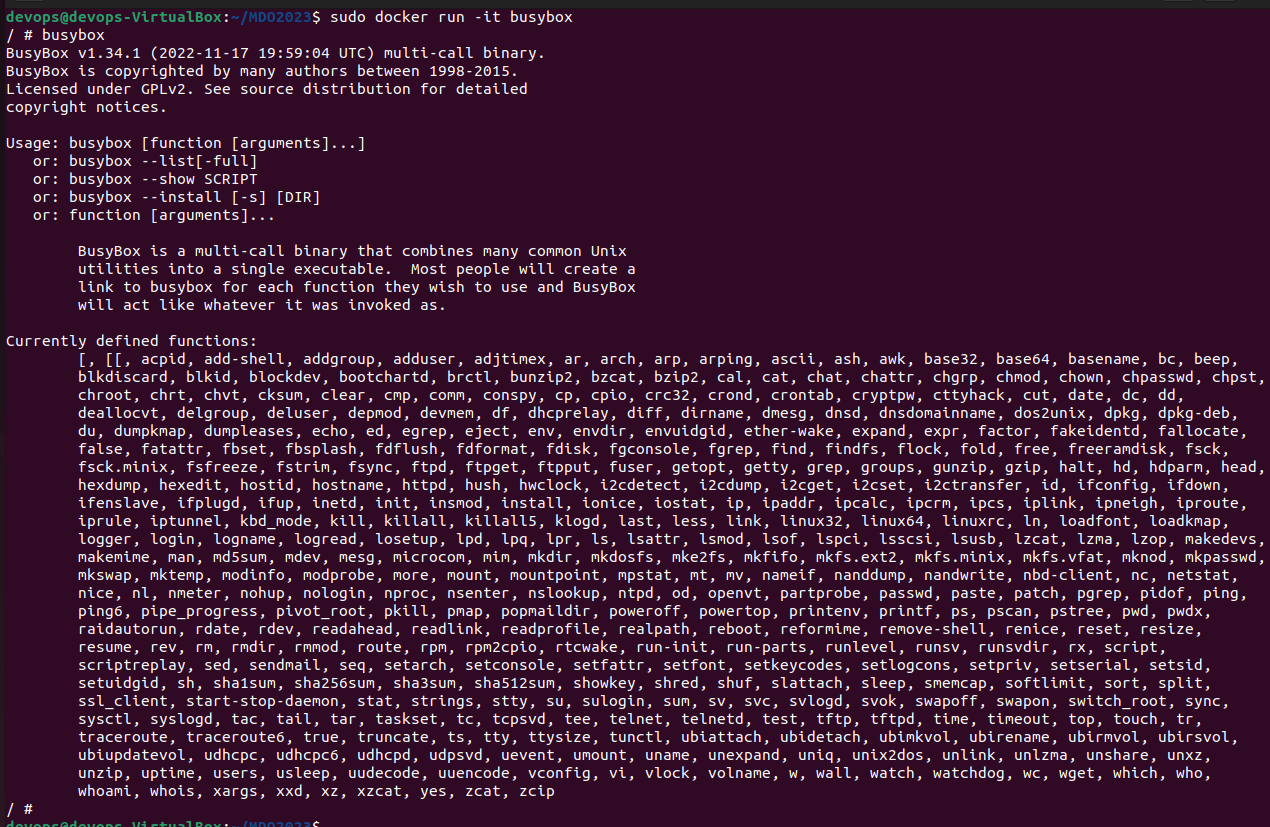 devops@devops-VirtualBox:~/MDO2023$ sudo docker run -it busybox
/ # busybox
BusyBox v1.34.1 (2022-11-17 19:59:04 UTC) multi-call binary.
BusyBox is copyrighted by many authors between 1998-2015.
Licensed under GPLv2. See source distribution for detailed
copyright notices.

Usage: busybox [function [arguments]...]
   or: busybox --list[-full]
   or: busybox --show SCRIPT
   or: busybox --install [-s] [DIR]
   or: function [arguments]...

        BusyBox is a multi-call binary that combines many common Unix
        utilities into a single executable.  Most people will create a
        link to busybox for each function they wish to use and BusyBox
        will act like whatever it was invoked as.

Currently defined functions:
        [, [[, acpid, add-shell, addgroup, adduser, adjtimex, ar, arch, arp, arping, ascii, ash, awk, base32, base64, basename, bc, beep,
        blkdiscard, blkid, blockdev, bootchartd, brctl, bunzip2, bzcat, bzip2, cal, cat, chat, chattr, chgrp, chmod, chown, chpasswd, chpst,
        chroot, chrt, chvt, cksum, clear, cmp, comm, conspy, cp, cpio, crc32, crond, crontab, cryptpw, cttyhack, cut, date, dc, dd,
        deallocvt, delgroup, deluser, depmod, devmem, df, dhcprelay, diff, dirname, dmesg, dnsd, dnsdomainname, dos2unix, dpkg, dpkg-deb,
        du, dumpkmap, dumpleases, echo, ed, egrep, eject, env, envdir, envuidgid, ether-wake, expand, expr, factor, fakeidentd, fallocate,
        false, fatattr, fbset, fbsplash, fdflush, fdformat, fdisk, fgconsole, fgrep, find, findfs, flock, fold, free, freeramdisk, fsck,
        fsck.minix, fsfreeze, fstrim, fsync, ftpd, ftpget, ftpput, fuser, getopt, getty, grep, groups, gunzip, gzip, halt, hd, hdparm, head,
        hexdump, hexedit, hostid, hostname, httpd, hush, hwclock, i2cdetect, i2cdump, i2cget, i2cset, i2ctransfer, id, ifconfig, ifdown,
        ifenslave, ifplugd, ifup, inetd, init, insmod, install, ionice, iostat, ip, ipaddr, ipcalc, ipcrm, ipcs, iplink, ipneigh, iproute,
        iprule, iptunnel, kbd_mode, kill, killall, killall5, klogd, last, less, link, linux32, linux64, linuxrc, ln, loadfont, loadkmap,
        logger, login, logname, logread, losetup, lpd, lpq, lpr, ls, lsattr, lsmod, lsof, lspci, lsscsi, lsusb, lzcat, lzma, lzop, makedevs,
        makemime, man, md5sum, mdev, mesg, microcom, mim, mkdir, mkdosfs, mke2fs, mkfifo, mkfs.ext2, mkfs.minix, mkfs.vfat, mknod, mkpasswd,
        mkswap, mktemp, modinfo, modprobe, more, mount, mountpoint, mpstat, mt, mv, nameif, nanddump, nandwrite, nbd-client, nc, netstat,
        nice, nl, nmeter, nohup, nologin, nproc, nsenter, nslookup, ntpd, od, openvt, partprobe, passwd, paste, patch, pgrep, pidof, ping,
        ping6, pipe_progress, pivot_root, pkill, pmap, popmaildir, poweroff, powertop, printenv, printf, ps, pscan, pstree, pwd, pwdx,
        raidautorun, rdate, rdev, readahead, readlink, readprofile, realpath, reboot, reformime, remove-shell, renice, reset, resize,
        resume, rev, rm, rmdir, rmmod, route, rpm, rpm2cpio, rtcwake, run-init, run-parts, runlevel, runsv, runsvdir, rx, script,
        scriptreplay, sed, sendmail, seq, setarch, setconsole, setfattr, setfont, setkeycodes, setlogcons, setpriv, setserial, setsid,
        setuidgid, sh, sha1sum, sha256sum, sha3sum, sha512sum, showkey, shred, shuf, slattach, sleep, smemcap, softlimit, sort, split,
        ssl_client, start-stop-daemon, stat, strings, stty, su, sulogin, sum, sv, svc, svlogd, svok, swapoff, swapon, switch_root, sync,
        sysctl, syslogd, tac, tail, tar, taskset, tc, tcpsvd, tee, telnet, telnetd, test, tftp, tftpd, time, timeout, top, touch, tr,
        traceroute, traceroute6, true, truncate, ts, tty, ttysize, tunctl, ubiattach, ubidetach, ubimkvol, ubirename, ubirmvol, ubirsvol,
        ubiupdatevol, udhcpc, udhcpc6, udhcpd, udpsvd, uevent, umount, uname, unexpand, uniq, unix2dos, unlink, unlzma, unshare, unxz,
        unzip, uptime, users, usleep, uudecode, uuencode, vconfig, vi, vlock, volname, w, wall, watch, watchdog, wc, wget, which, who,
        whoami, whois, xargs, xxd, xz, xzcat, yes, zcat, zcip
/ #
devops@devops-VirtualBox:~/MDO2023$